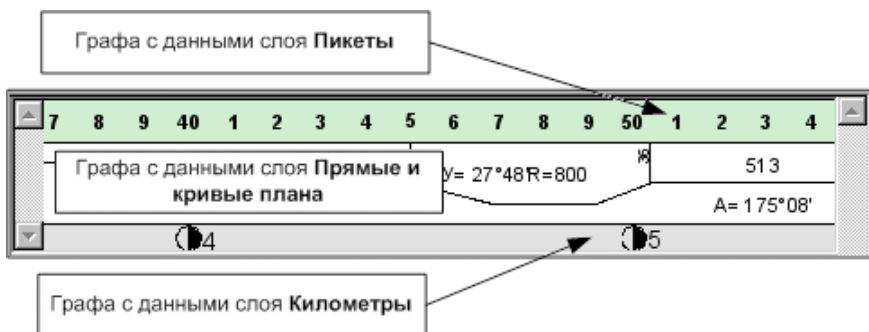 Графа с данными слоя Пикеты
7 8 9 40 1 2 3 4 5 6 7 8 9 50 1 2 3 4
Графа с данными слоя Прямые и
кривые плана
У= 27°48'R=800
513
А= 175°08'
4 5
Графа с данными слоя Километры